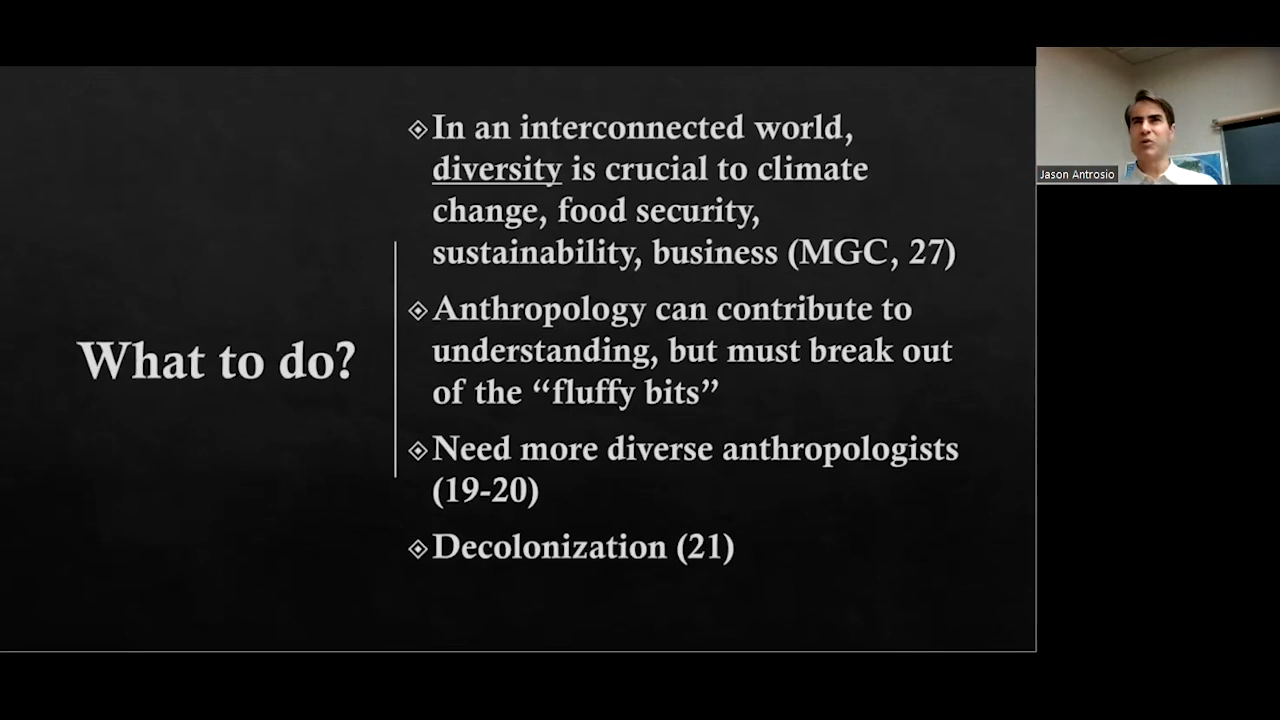 What to do?
In an interconnected world,
diversity is crucial to climate
change, food security,
sustainability, business (MGC, 27)
Anthropology can contribute to
understanding, but must break out
of the “fluffy bits”
Need more diverse anthropologists
(19-20)
Decolonization (21)
Jason Antrosio